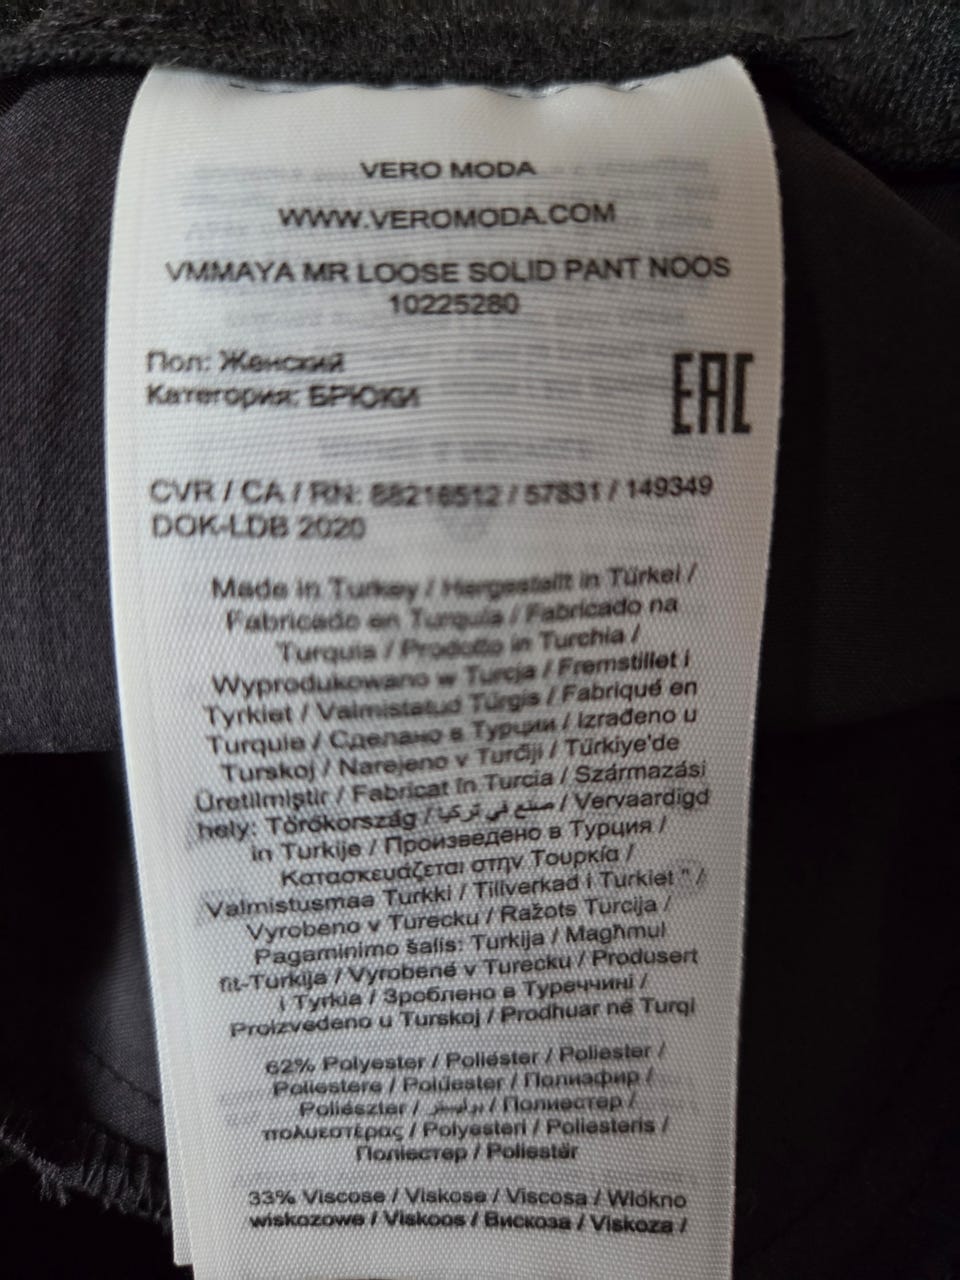 VERO MODA
WWW.VEROMODA.COM
VMMAYA MR LOOSE SOLID PANT NOOS
10225280
Пол: Женский
Категория: БРЮКИ
EAC
CVR / CA / RN: 88216512 / 57831 / 149349
DOK-LDB 2020
Made in Turkey / Hergestellt in Türkei /
Fabricado en Turquía / Fabricado na
Turquia / Prodotto in Turchia /
Wyprodukowano w Turcja / Fremstillet i
Tyrkiet / Valmistatud Türgis / Fabriqué en
Turquie / Сделано в Турции / Izrađeno u
Turskoj / Narejeno v Turčiji / Türkiye'de
Üretilmiştir / Fabricat în Turcia / Származási
hely: Törökország / صنع في تركيا / Vervaardigd
in Turkije / Произведено в Турция /
Κατασκευάζεται στην Τουρκία /
Valmistusmaa Turkki / Tillverkad i Turkiet " /
Vyrobeno v Turecku / Ražots Turcija /
Pagaminimo šalis: Turkija / Magħmul
fit-Turkija / Vyrobené v Turecku / Produsert
i Tyrkia / Зроблено в Туреччині /
Proizvedeno u Turskoj / Prodhuar në Turqi
62% Polyester / Poliéster / Poliester /
Poliestere / Polüester / Полиэфир /
Poliészter / بوليستر / Полиестер /
πολυεστέρας / Polyesteri / Poliesteris /
Поліестер / Poliestër
33% Viscose / Viskose / Viscosa / Włókno
wiskozowe / Viskoos / Вискоза / Viskoza /